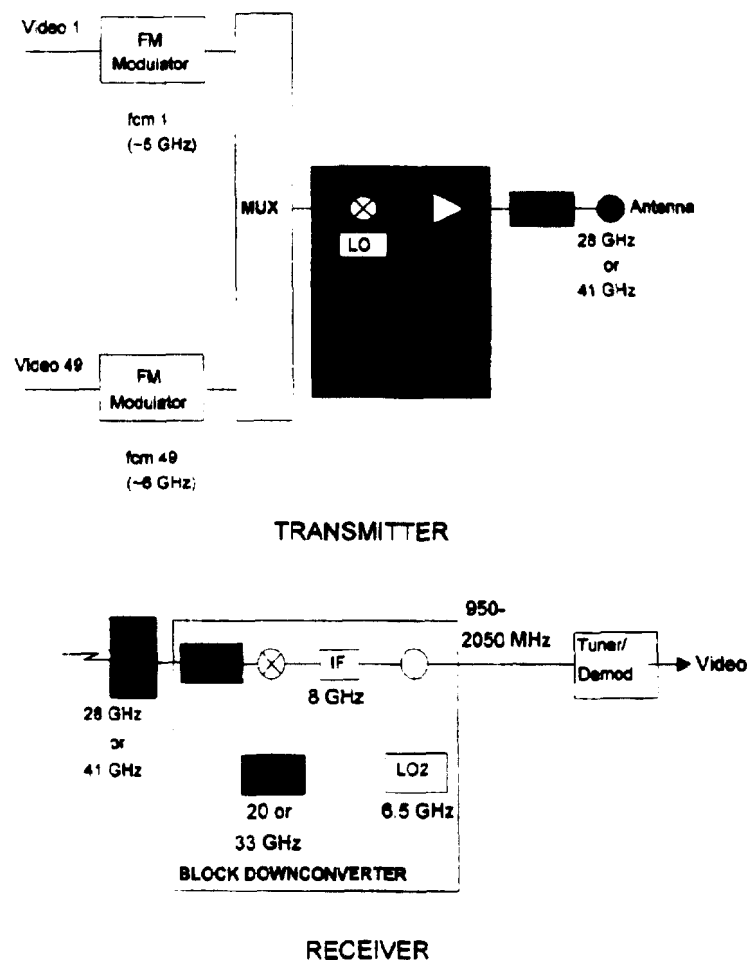 Video 1
FM
Modulator
fcm 1
(~5 GHz)
MUX
LO
Antenna
28 GHz
or
41 GHz
Video 49
FM
Modulator
fcm 49
(~6 GHz)
TRANSMITTER
950-
2050 MHz
Tuner/
Demod
Video
IF
8 GHz
28 GHz
or
41 GHz
LO2
20 or
33 GHz
6.5 GHz
BLOCK DOWNCONVERTER
RECEIVER